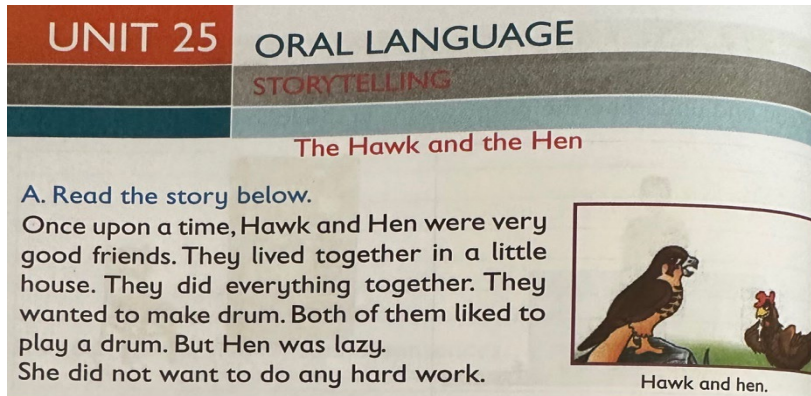 UNIT 25
ORAL LANGUAGE
STORYTELLING
The Hawk and the Hen
A. Read the story below.
Once upon a time, Hawk and Hen were very
good friends. They lived together in a little
house. They did everything together. They
wanted to make drum. Both of them liked to
play a drum. But Hen was lazy.
She did not want to do any hard work.
Hawk and hen.